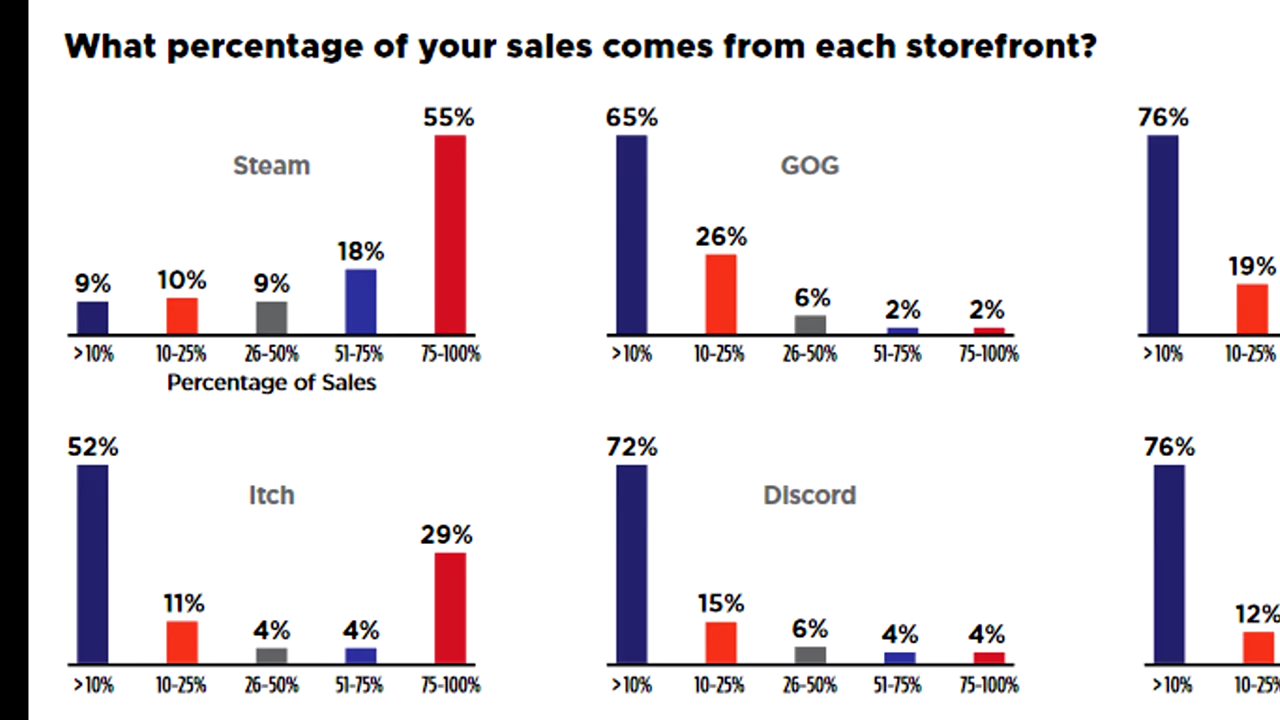 What percentage of your sales comes from each storefront?
55% 65% 76%
Steam GOG
9% 10% 9% 18% 26% 6% 2% 2% 19%
>10% 10-25% 26-50% 51-75% 75-100% >10% 10-25% 26-50% 51-75% 75-100% >10% 10-25%
Percentage of Sales
52% 72% 76%
Itch Discord
11% 4% 4% 29% 15% 6% 4% 4% 12%
>10% 10-25% 26-50% 51-75% 75-100% >10% 10-25% 26-50% 51-75% 75-100% >10% 10-25%